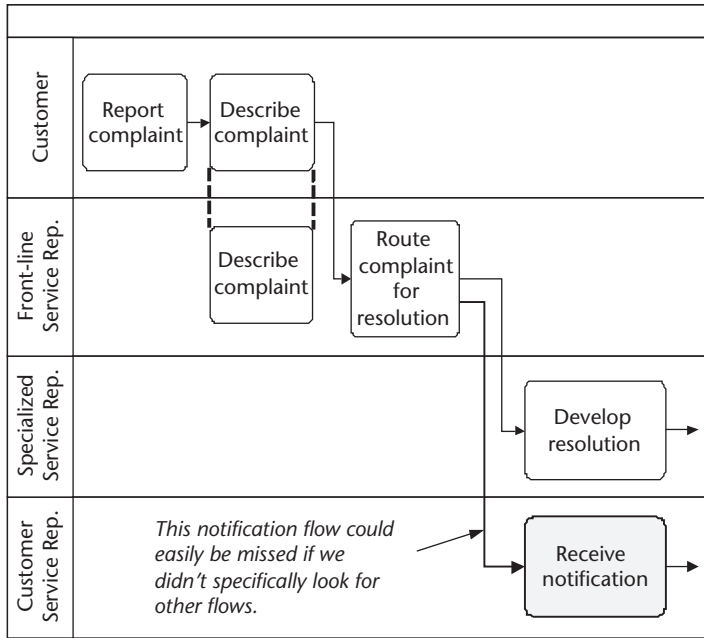 Customer
Report
complaint
Describe
complaint
Front-line
Service Rep.
Describe
complaint
Route
complaint
for
resolution
Specialized
Service Rep.
Develop
resolution
Customer
Service Rep.
This notification flow could
easily be missed if we
didn't specifically look for
other flows.
Receive
notification